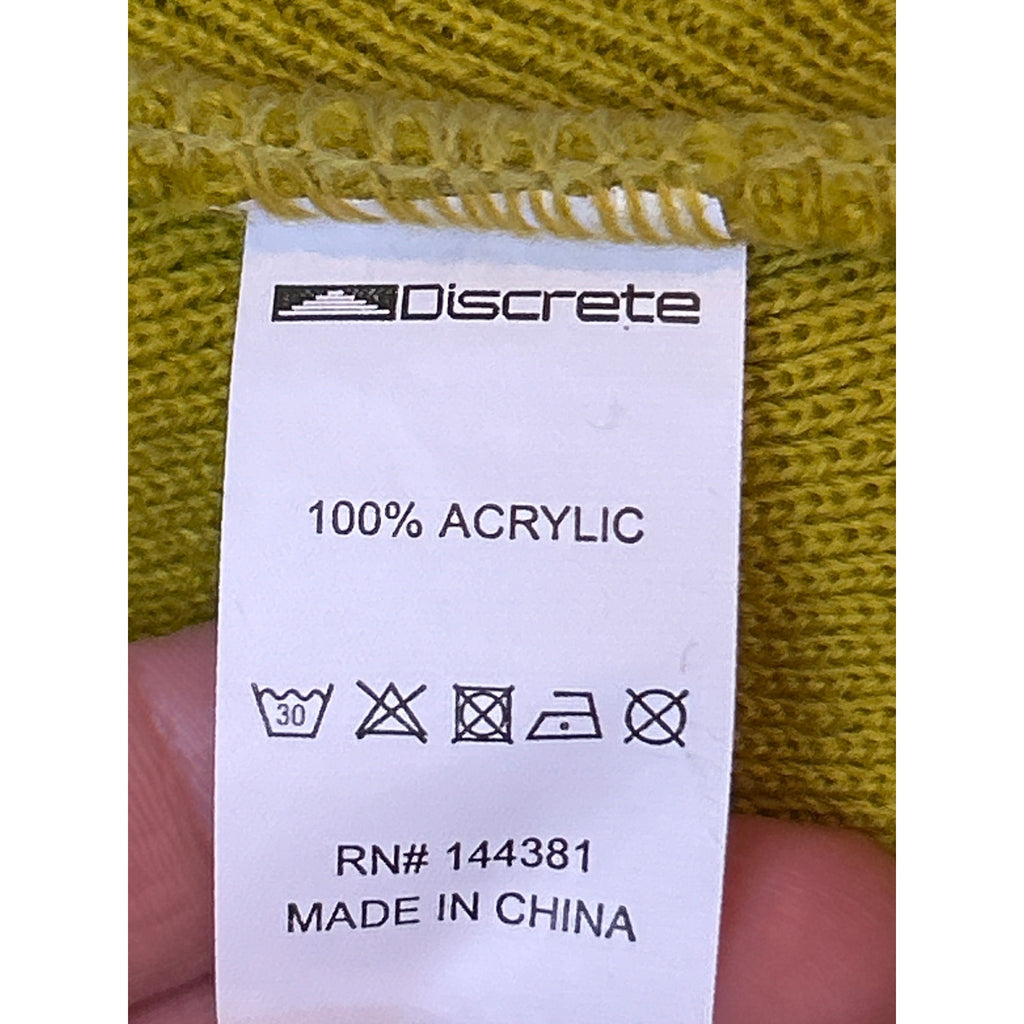 Discrete
100% ACRYLIC
30
RN# 144381
MADE IN CHINA